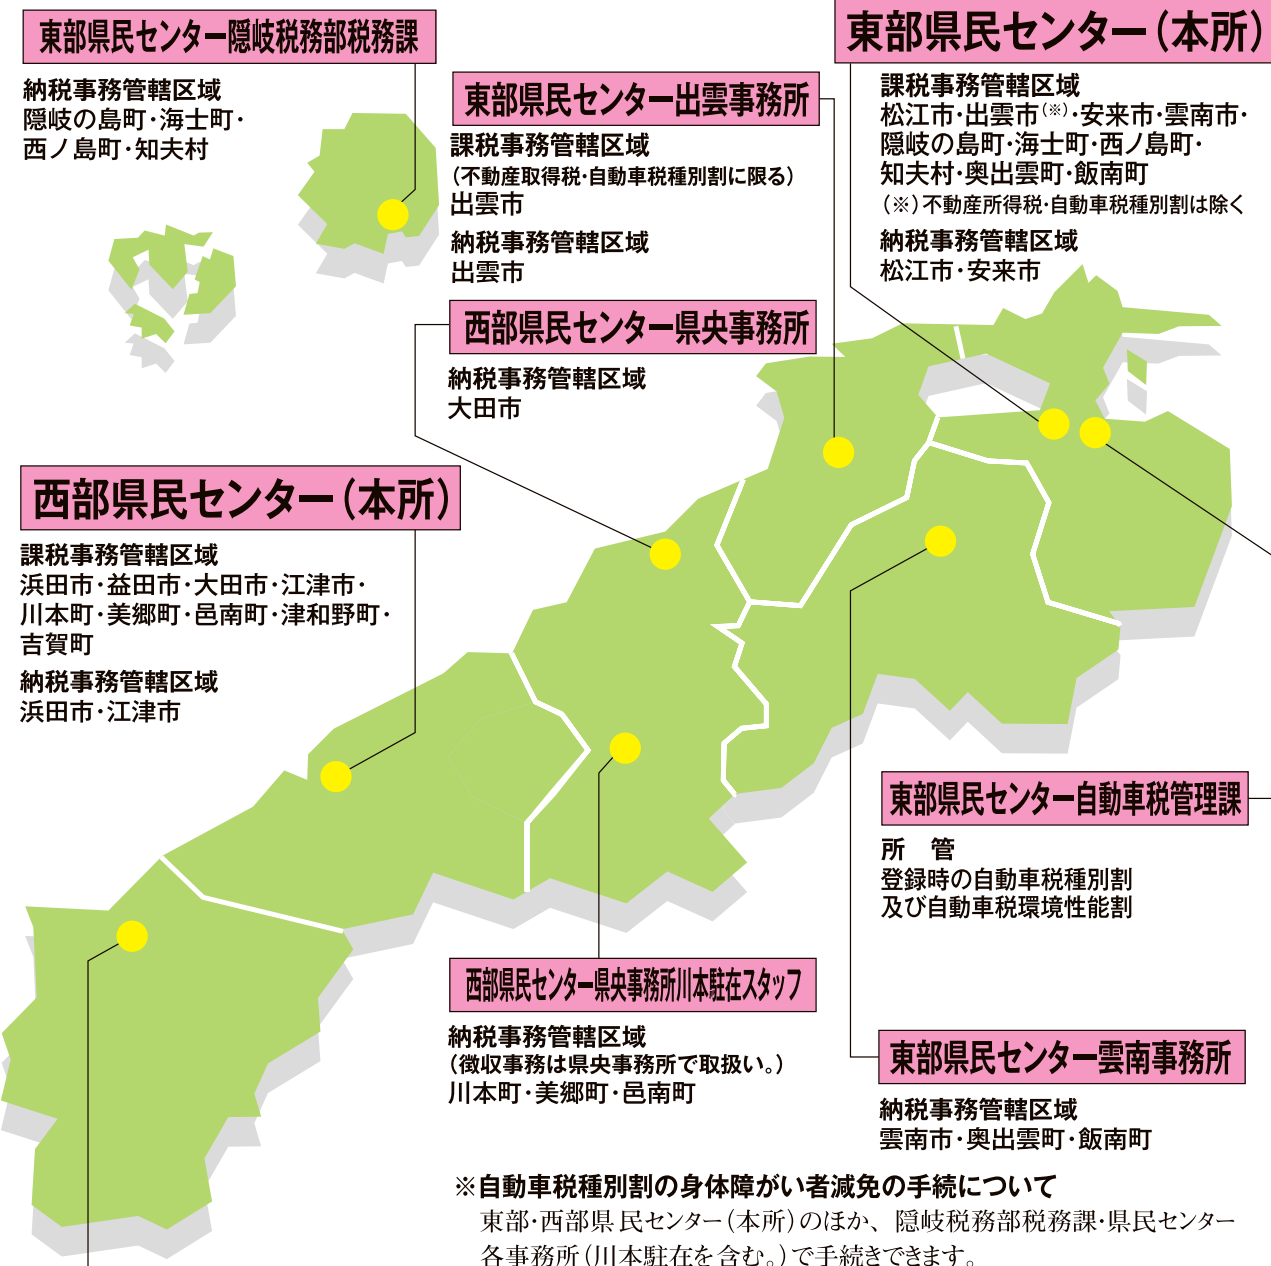 東部県民センター隠岐税務部税務課
納税事務管轄区域
隠岐の島町・海士町・
西ノ島町・知夫村
東部県民センター出雲事務所
課税事務管轄区域
（不動産取得税・自動車税種別割に限る）
出雲市
納税事務管轄区域
出雲市
東部県民センター（本所）
課税事務管轄区域
松江市・出雲市（※）・安来市・雲南市・
隠岐の島町・海士町・西ノ島町・
知夫村・奥出雲町・飯南町
（※）不動産所得税・自動車税種別割は除く
納税事務管轄区域
松江市・安来市
西部県民センター県央事務所
納税事務管轄区域
大田市
西部県民センター（本所）
課税事務管轄区域
浜田市・益田市・大田市・江津市・
川本町・美郷町・邑南町・津和野町・
吉賀町
納税事務管轄区域
浜田市・江津市
東部県民センター自動車税管理課
所　管
登録時の自動車税種別割
及び自動車税環境性能割
西部県民センター県央事務所川本駐在スタッフ
納税事務管轄区域
（徴収事務は県央事務所で取扱い。）
川本町・美郷町・邑南町
東部県民センター雲南事務所
納税事務管轄区域
雲南市・奥出雲町・飯南町
※自動車税種別割の身体障がい者減免の手続について
東部・西部県民センター（本所）のほか、隠岐税務部税務課・県民センター
各事務所（川本駐在を含む。）で手続きできます。